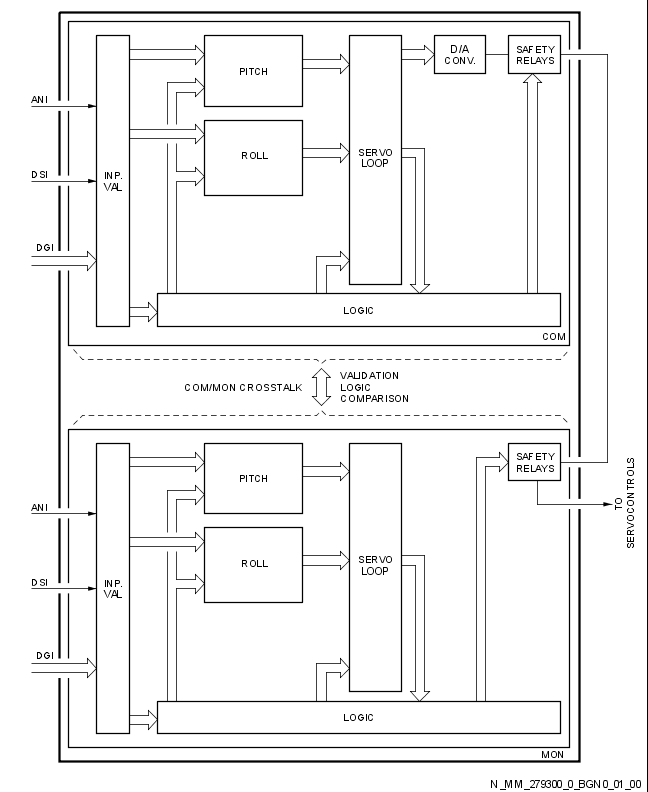 PITCH
D/A
CONV.
SAFETY
RELAYS
ANI
ROLL
SERVO
LOOP
DSI
INP.
VAL
DGI
LOGIC
COM
COM/MON CROSSTALK
VALIDATION
LOGIC
COMPARISON
PITCH
SAFETY
RELAYS
ANI
TO
SERVOCONTROLS
ROLL
SERVO
LOOP
DSI
INP.
VAL
DGI
LOGIC
MON
N_MM_279300_0_BGN0_01_00